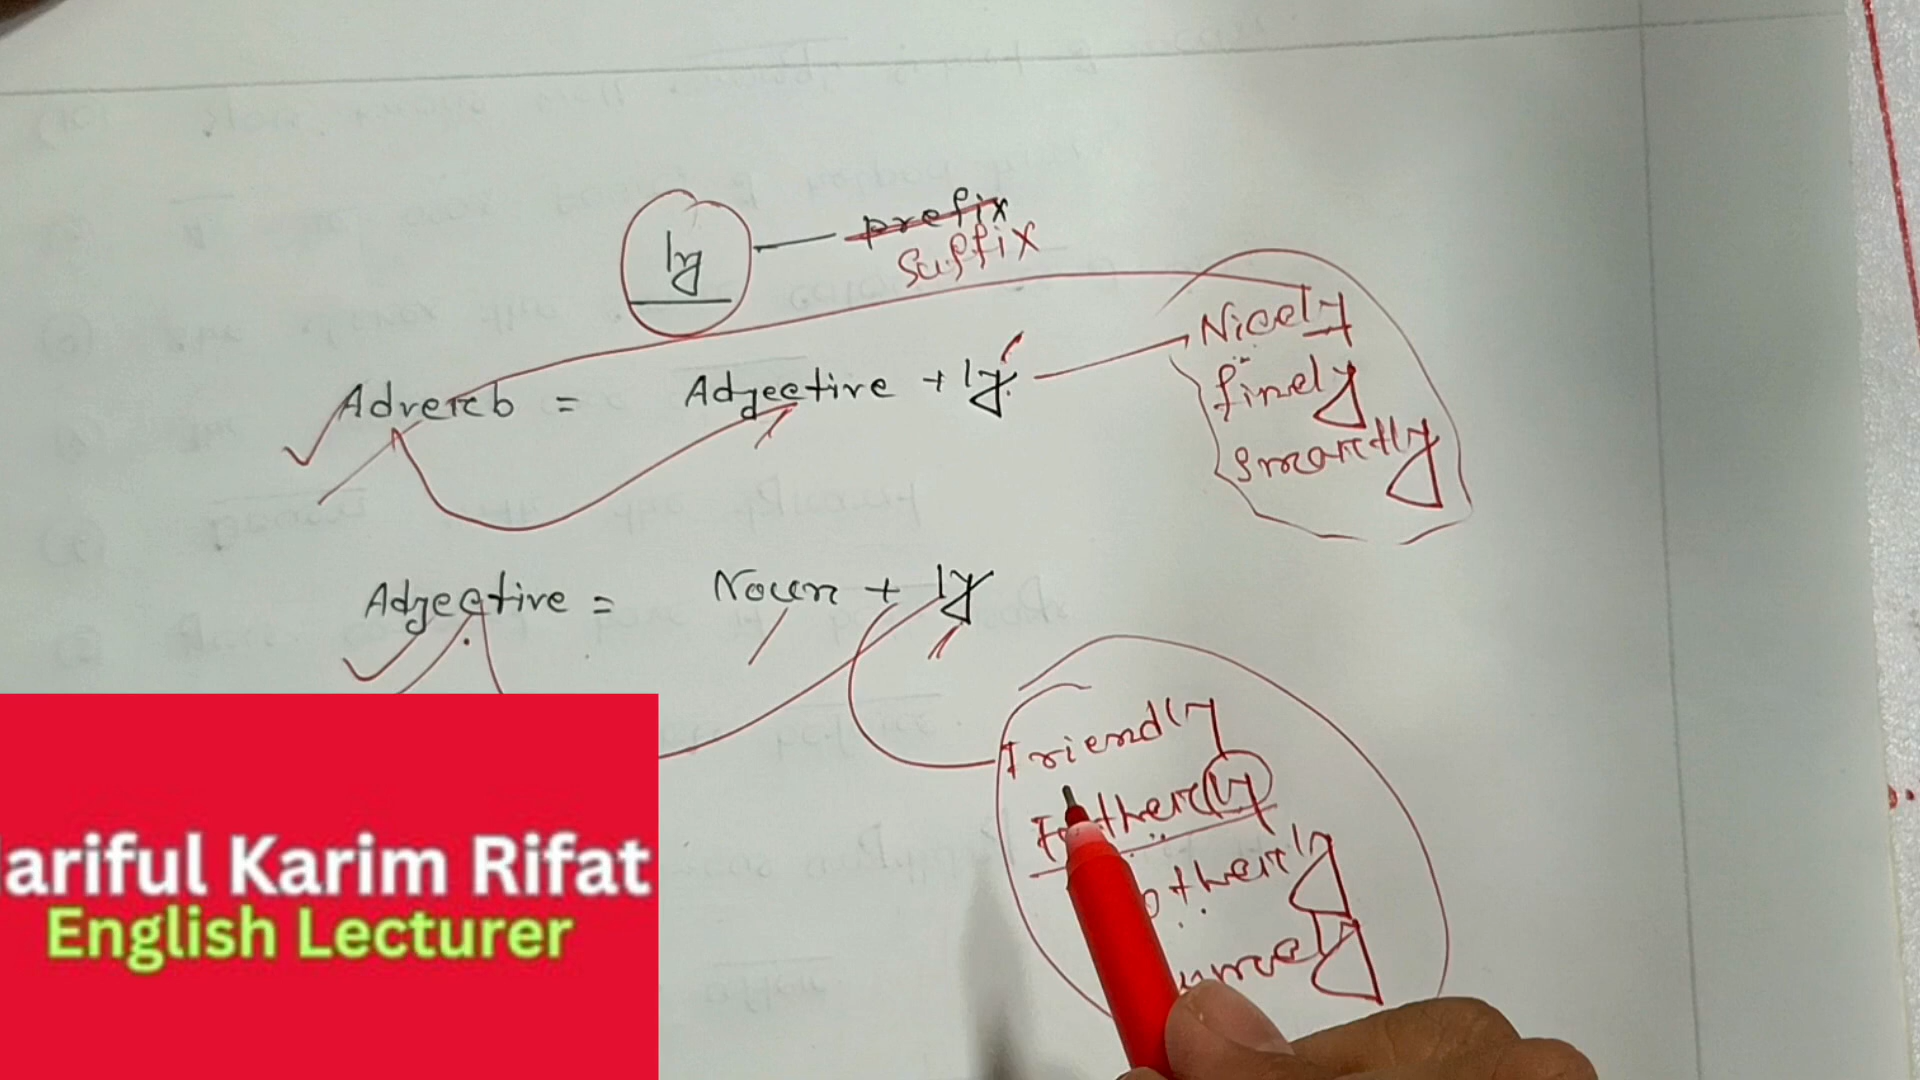 ly — prefix
Suffix
Adverb = Adjective + ly
Nicely
finely
Smartly
Adjective = Noun + ly
Friendly
Fatherly
otherly
ariful Karim Rifat
English Lecturer